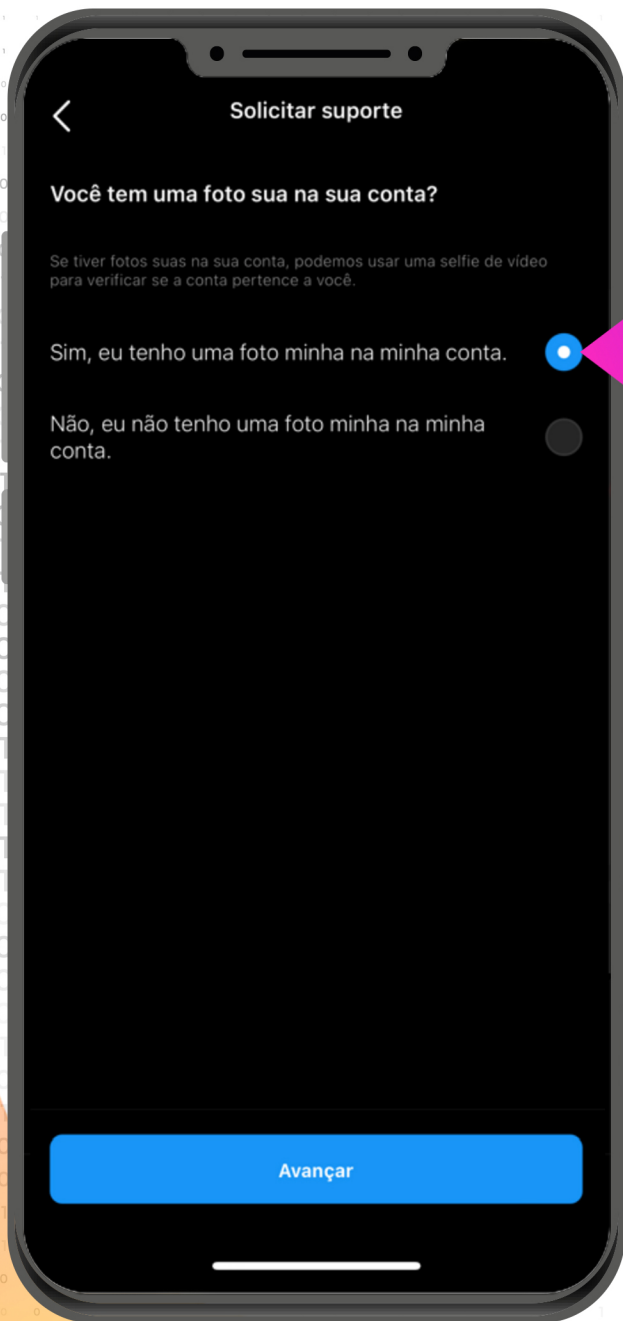 Solicitar suporte
Você tem uma foto sua na sua conta?
Se tiver fotos suas na sua conta, podemos usar uma selfie de vídeo
para verificar se a conta pertence a você.
Sim, eu tenho uma foto minha na minha conta.
Não, eu não tenho uma foto minha na minha
conta.
Avançar